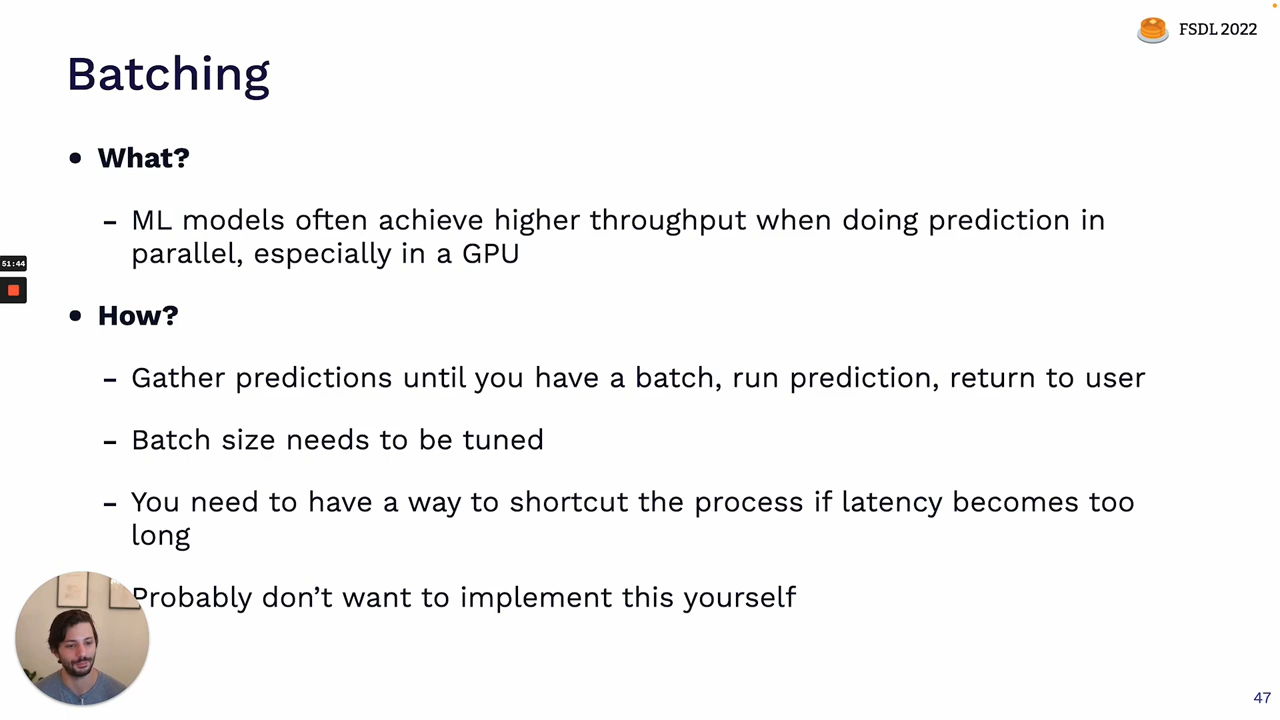 FSDL 2022
Batching
• What?
– ML models often achieve higher throughput when doing prediction in
parallel, especially in a GPU
51:44
• How?
– Gather predictions until you have a batch, run prediction, return to user
– Batch size needs to be tuned
– You need to have a way to shortcut the process if latency becomes too
long
Probably don’t want to implement this yourself
47